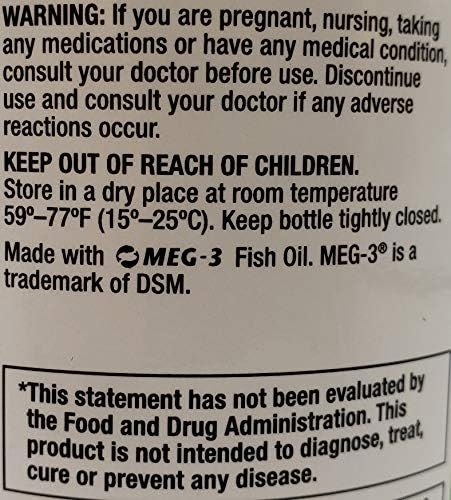 WARNING: If you are pregnant, nursing, taking
any medications or have any medical condition,
consult your doctor before use. Discontinue
use and consult your doctor if any adverse
reactions occur.
KEEP OUT OF REACH OF CHILDREN.
Store in a dry place at room temperature
59º–77ºF (15º–25ºC). Keep bottle tightly closed.
Made with MEG-3 Fish Oil. MEG-3® is a
trademark of DSM.
*This statement has not been evaluated by
the Food and Drug Administration. This
product is not intended to diagnose, treat,
cure or prevent any disease.